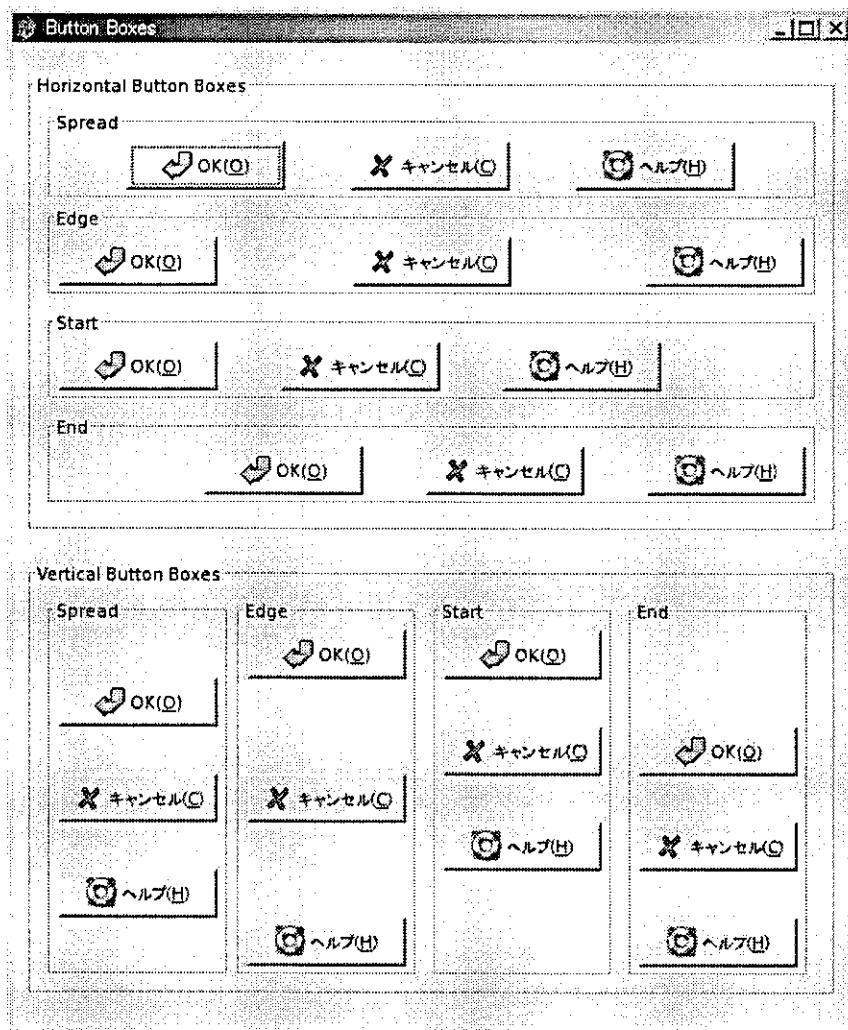 Button Boxes
Horizontal Button Boxes
Spread
OK(O) キャンセル(C) ヘルプ(H)
Edge
OK(O) キャンセル(C) ヘルプ(H)
Start
OK(O) キャンセル(C) ヘルプ(H)
End
OK(O) キャンセル(C) ヘルプ(H)
Vertical Button Boxes
Spread
OK(O)
キャンセル(C)
ヘルプ(H)
Edge
OK(O)
キャンセル(C)
ヘルプ(H)
Start
OK(O)
キャンセル(C)
ヘルプ(H)
End
OK(O)
キャンセル(C)
ヘルプ(H)